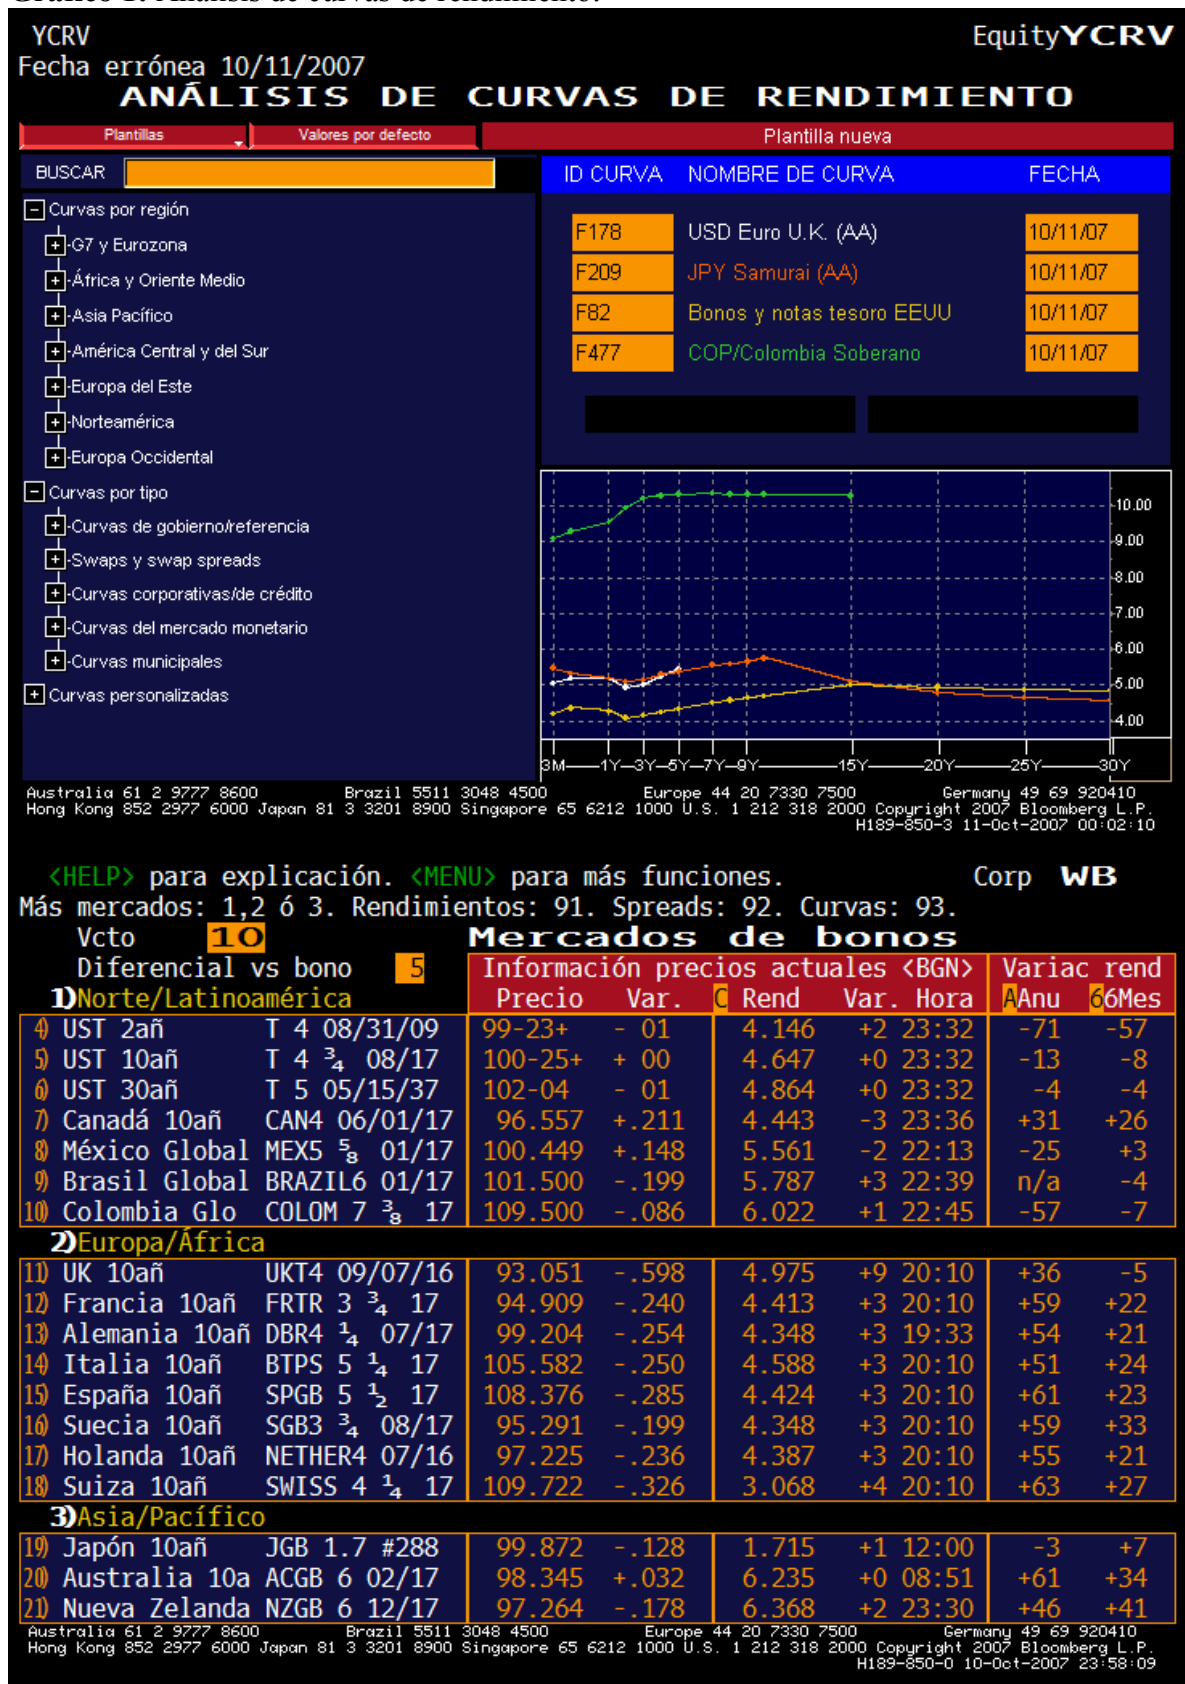 Gráfico 1. Análisis de curvas de rendimiento.
YCRV EquityYCRV
Fecha errónea 10/11/2007
ANÁLISIS DE CURVAS DE RENDIMIENTO
Plantillas Valores por defecto Plantilla nueva
BUSCAR ID CURVA NOMBRE DE CURVA FECHA
Curvas por región
G7 y Eurozona
África y Oriente Medio
Asia Pacífico
América Central y del Sur
Europa del Este
Norteamérica
Europa Occidental
Curvas por tipo
Curvas de gobierno/referencia
Swaps y swap spreads
Curvas corporativas/de crédito
Curvas del mercado monetario
Curvas municipales
Curvas personalizadas
F178 USD Euro U.K. (AA) 10/11/07
F209 JPY Samurai (AA) 10/11/07
F82 Bonos y notas tesoro EEUU 10/11/07
F477 COP/Colombia Soberano 10/11/07
10.00
9.00
8.00
7.00
6.00
5.00
4.00
3M 1Y 3Y 5Y 7Y 9Y 15Y 20Y 25Y 30Y
Australia 61 2 9777 8600 Brazil 5511 3048 4500 Europe 44 20 7330 7500 Germany 49 69 920410
Hong Kong 852 2977 6000 Japan 81 3 3201 8900 Singapore 65 6212 1000 U.S. 1 212 318 2000 Copyright 2007 Bloomberg L.P.
H189-850-3 11-Oct-2007 00:02:10
<HELP> para explicación. <MENU> para más funciones. Corp WB
Más mercados: 1,2 ó 3. Rendimientos: 91. Spreads: 92. Curvas: 93.
Vcto 10 Mercados de bonos
Diferencial vs bono 5 Información precios actuales <BGN> Variac rend
1)Norte/Latinoamérica Precio Var. C Rend Var. Hora AAnu 66Mes
4) UST 2añ T 4 08/31/09 99-23+ - 01 4.146 +2 23:32 -71 -57
5) UST 10añ T 4 ¾ 08/17 100-25+ + 00 4.647 +0 23:32 -13 -8
6) UST 30añ T 5 05/15/37 102-04 - 01 4.864 +0 23:32 -4 -4
7) Canadá 10añ CAN4 06/01/17 96.557 +.211 4.443 -3 23:36 +31 +26
8) México Global MEX5 ⅝ 01/17 100.449 +.148 5.561 -2 22:13 -25 +3
9) Brasil Global BRAZIL6 01/17 101.500 -.199 5.787 +3 22:39 n/a -4
10) Colombia Glo COLOM 7 ⅜ 17 109.500 -.086 6.022 +1 22:45 -57 -7
2)Europa/África
11) UK 10añ UKT4 09/07/16 93.051 -.598 4.975 +9 20:10 +36 -5
12) Francia 10añ FRTR 3 ¾ 17 94.909 -.240 4.413 +3 20:10 +59 +22
13) Alemania 10añ DBR4 ¼ 07/17 99.204 -.254 4.348 +3 19:33 +54 +21
14) Italia 10añ BTPS 5 ¼ 17 105.582 -.250 4.588 +3 20:10 +51 +24
15) España 10añ SPGB 5 ½ 17 108.376 -.285 4.424 +3 20:10 +61 +23
16) Suecia 10añ SGB3 ¾ 08/17 95.291 -.199 4.348 +3 20:10 +59 +33
17) Holanda 10añ NETHER4 07/16 97.225 -.236 4.387 +3 20:10 +55 +21
18) Suiza 10añ SWISS 4 ¼ 17 109.722 -.326 3.068 +4 20:10 +63 +27
3)Asia/Pacífico
19) Japón 10añ JGB 1.7 #288 99.872 -.128 1.715 +1 12:00 -3 +7
20) Australia 10a ACGB 6 02/17 98.345 +.032 6.235 +0 08:51 +61 +34
21) Nueva Zelanda NZGB 6 12/17 97.264 -.178 6.368 +2 23:30 +46 +41
Australia 61 2 9777 8600 Brazil 5511 3048 4500 Europe 44 20 7330 7500 Germany 49 69 920410
Hong Kong 852 2977 6000 Japan 81 3 3201 8900 Singapore 65 6212 1000 U.S. 1 212 318 2000 Copyright 2007 Bloomberg L.P.
H189-850-0 10-Oct-2007 23:58:09